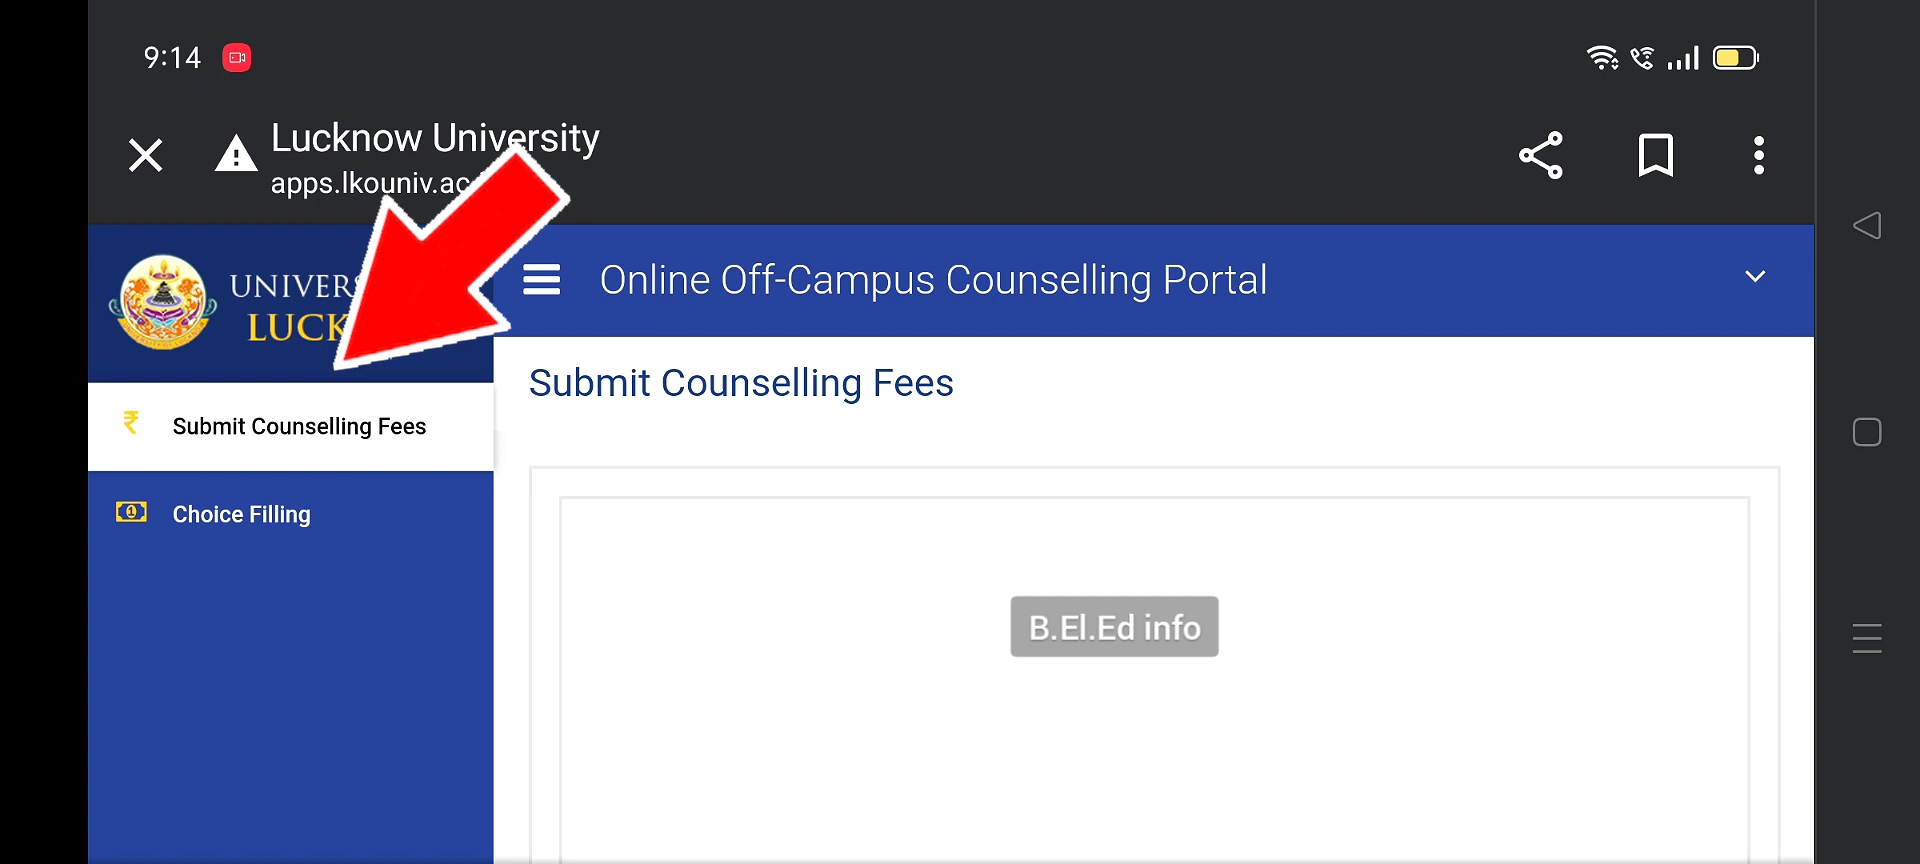 9:14
Lucknow University
apps.lkouniv.ac
UNIVERS
LUCK
Online Off-Campus Counselling Portal
Submit Counselling Fees
₹ Submit Counselling Fees
Choice Filling
B.El.Ed info